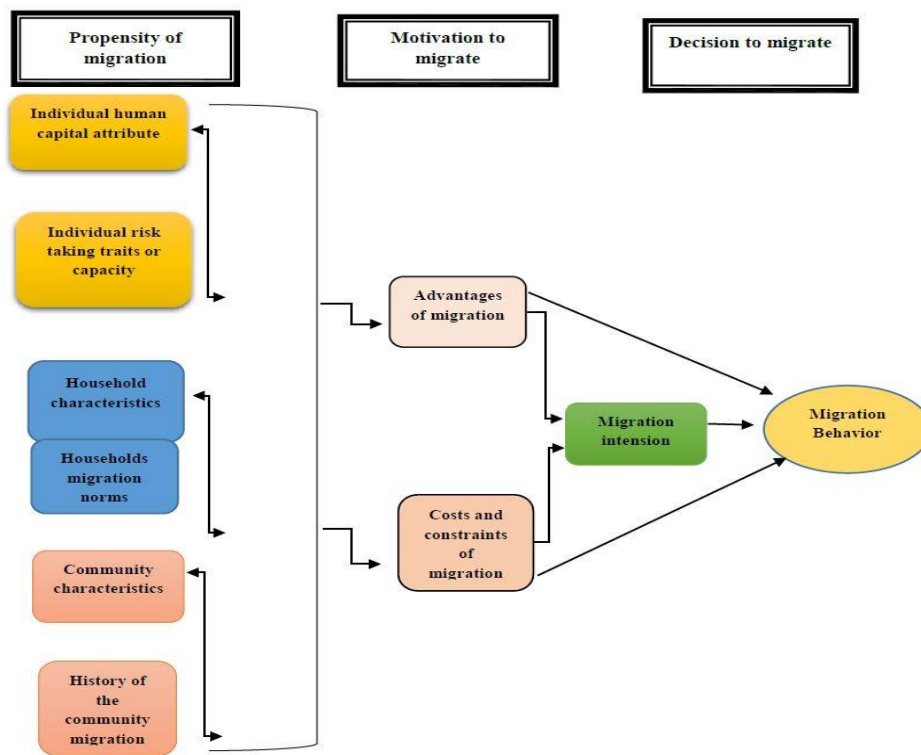 Propensity of
migration
Motivation to
migrate
Decision to migrate
Individual human
capital attribute
Individual risk
taking traits or
capacity
Household
characteristics
Households
migration
norms
Community
characteristics
History of
the
community
migration
Advantages
of migration
Costs and
constraints
of
migration
Migration
intension
Migration
Behavior